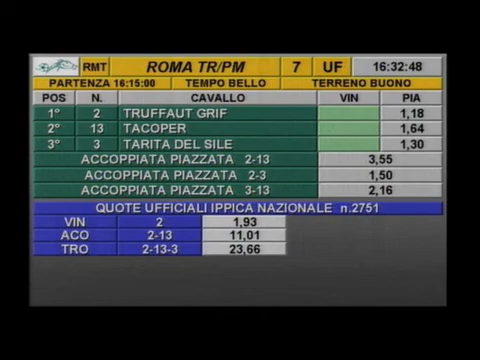 RMT ROMA TR/PM 7 UF 16:32:48
PARTENZA 16:15:00 TEMPO BELLO TERRENO BUONO
POS N. CAVALLO VIN PIA
1° 2 TRUFFAUT GRIF 1,18
2° 13 TACOPER 1,64
3° 3 TARITA DEL SILE 1,30
ACCOPPIATA PIAZZATA 2-13 3,55
ACCOPPIATA PIAZZATA 2-3 1,50
ACCOPPIATA PIAZZATA 3-13 2,16
QUOTE UFFICIALI IPPICA NAZIONALE n.2751
VIN 2 1,93
ACO 2-13 11,01
TRO 2-13-3 23,66